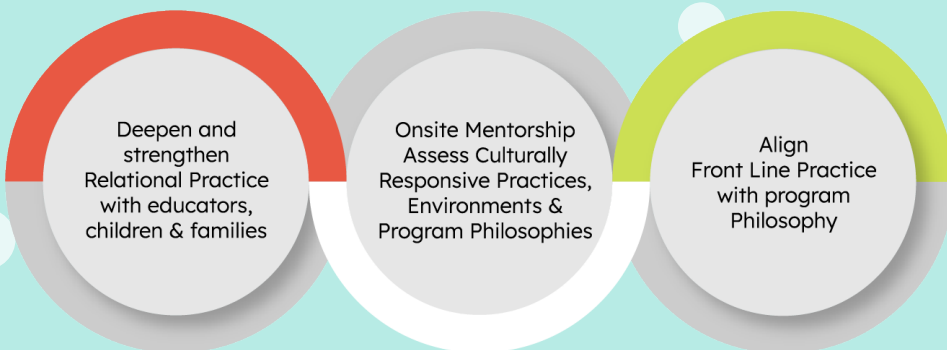 Deepen and
strengthen
Relational Practice
with educators,
children & families
Onsite Mentorship
Assess Culturally
Responsive Practices,
Environments &
Program Philosophies
Align
Front Line Practice
with program
Philosophy